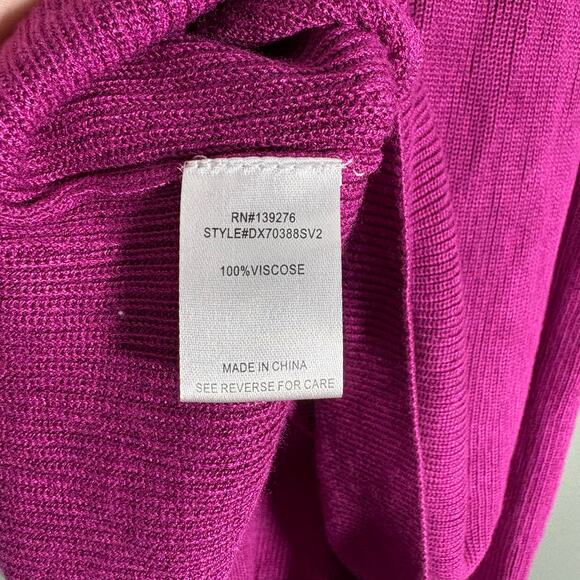 RN#139276
STYLE#DX70388SV2
100%VISCOSE
MADE IN CHINA
SEE REVERSE FOR CARE